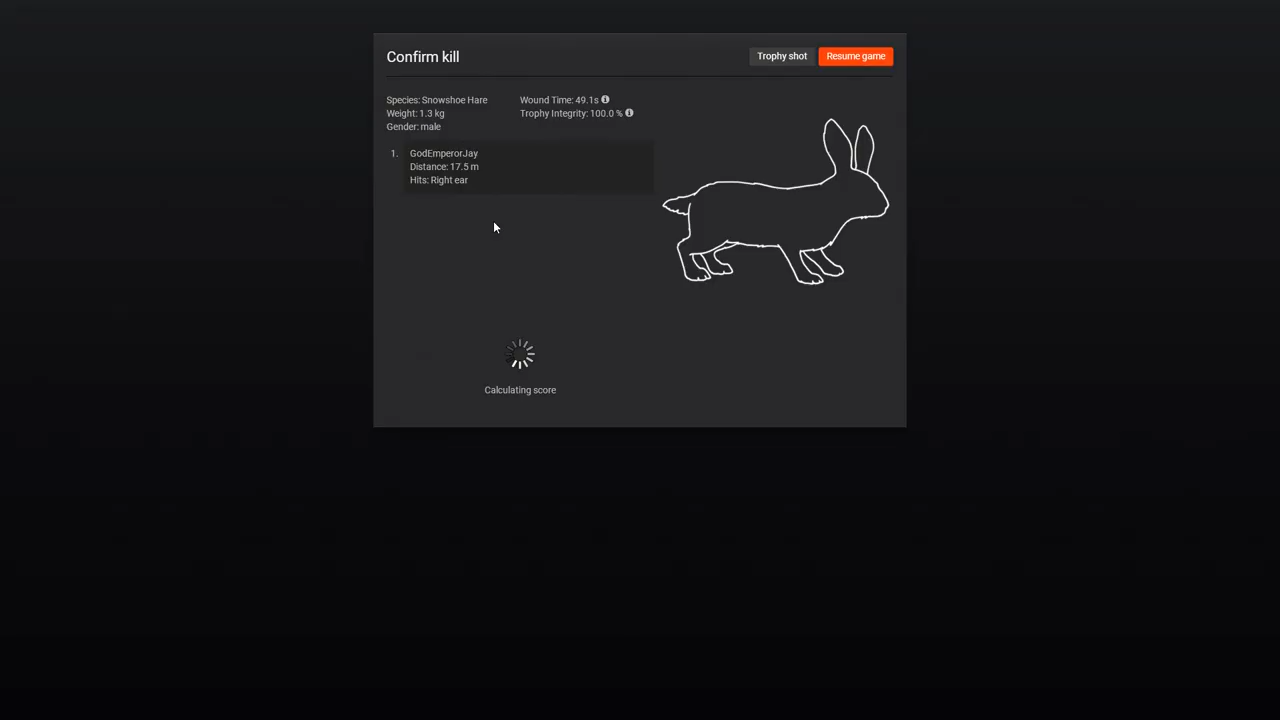 Confirm kill
Trophy shot
Resume game
Species: Snowshoe Hare
Weight: 1.3 kg
Gender: male
Wound Time: 49.1s
Trophy Integrity: 100.0 %
1. GodEmperorJay
Distance: 17.5 m
Hits: Right ear
Calculating score